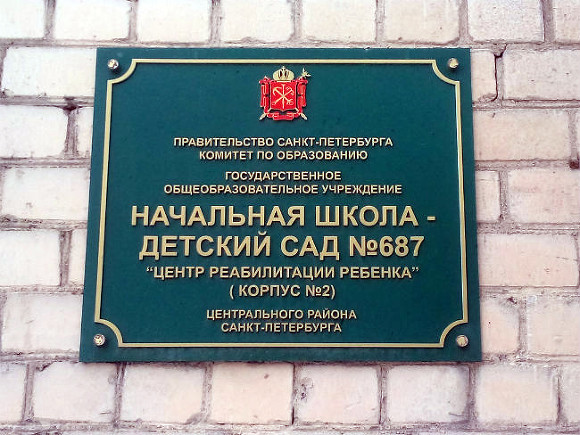 ПРАВИТЕЛЬСТВО САНКТ-ПЕТЕРБУРГА
КОМИТЕТ ПО ОБРАЗОВАНИЮ
ГОСУДАРСТВЕННОЕ
ОБЩЕОБРАЗОВАТЕЛЬНОЕ УЧРЕЖДЕНИЕ
НАЧАЛЬНАЯ ШКОЛА -
ДЕТСКИЙ САД №687
“ЦЕНТР РЕАБИЛИТАЦИИ РЕБЕНКА”
( КОРПУС №2)
ЦЕНТРАЛЬНОГО РАЙОНА
САНКТ-ПЕТЕРБУРГА